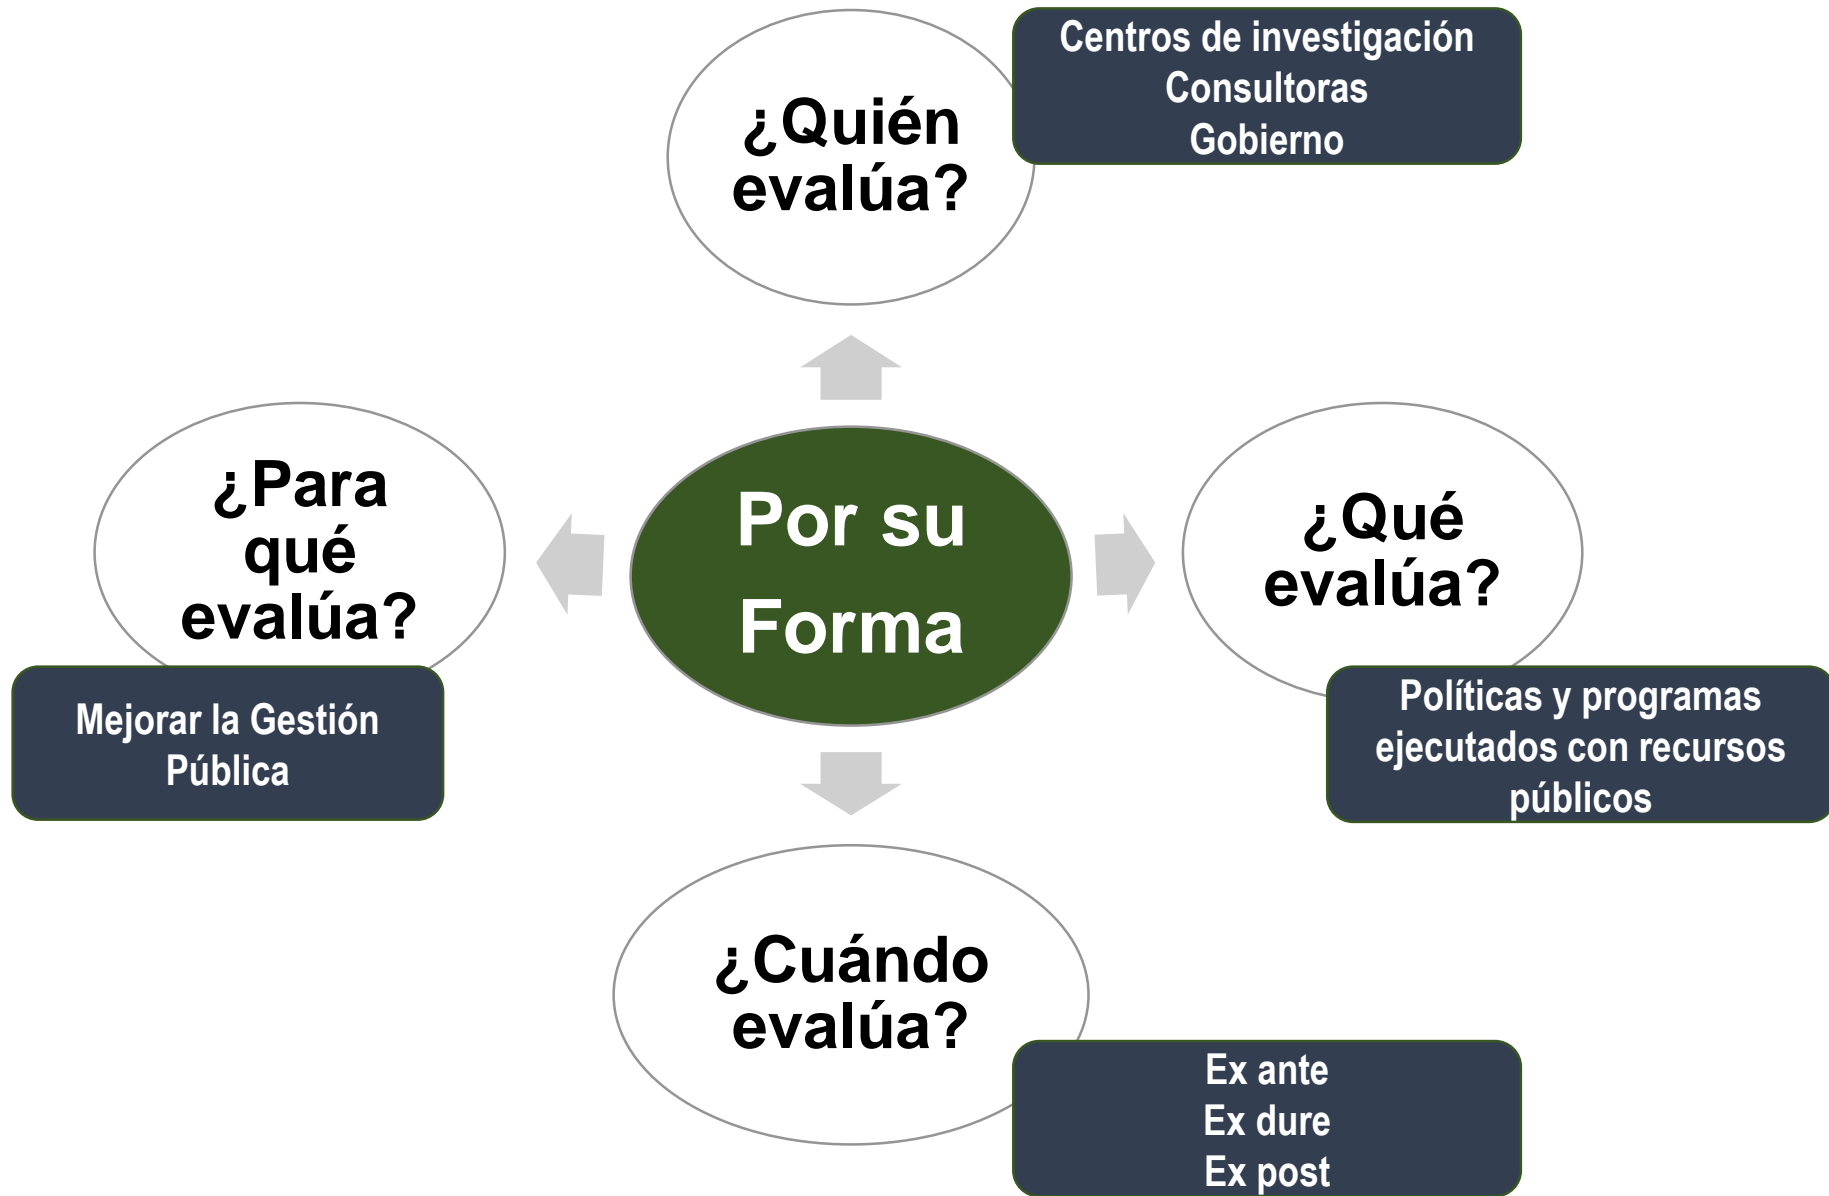 ¿Quién
evalúa?
Centros de investigación
Consultoras
Gobierno
¿Para
qué
evalúa?
Mejorar la Gestión
Pública
Por su
Forma
¿Qué
evalúa?
Políticas y programas
ejecutados con recursos
públicos
¿Cuándo
evalúa?
Ex ante
Ex dure
Ex post